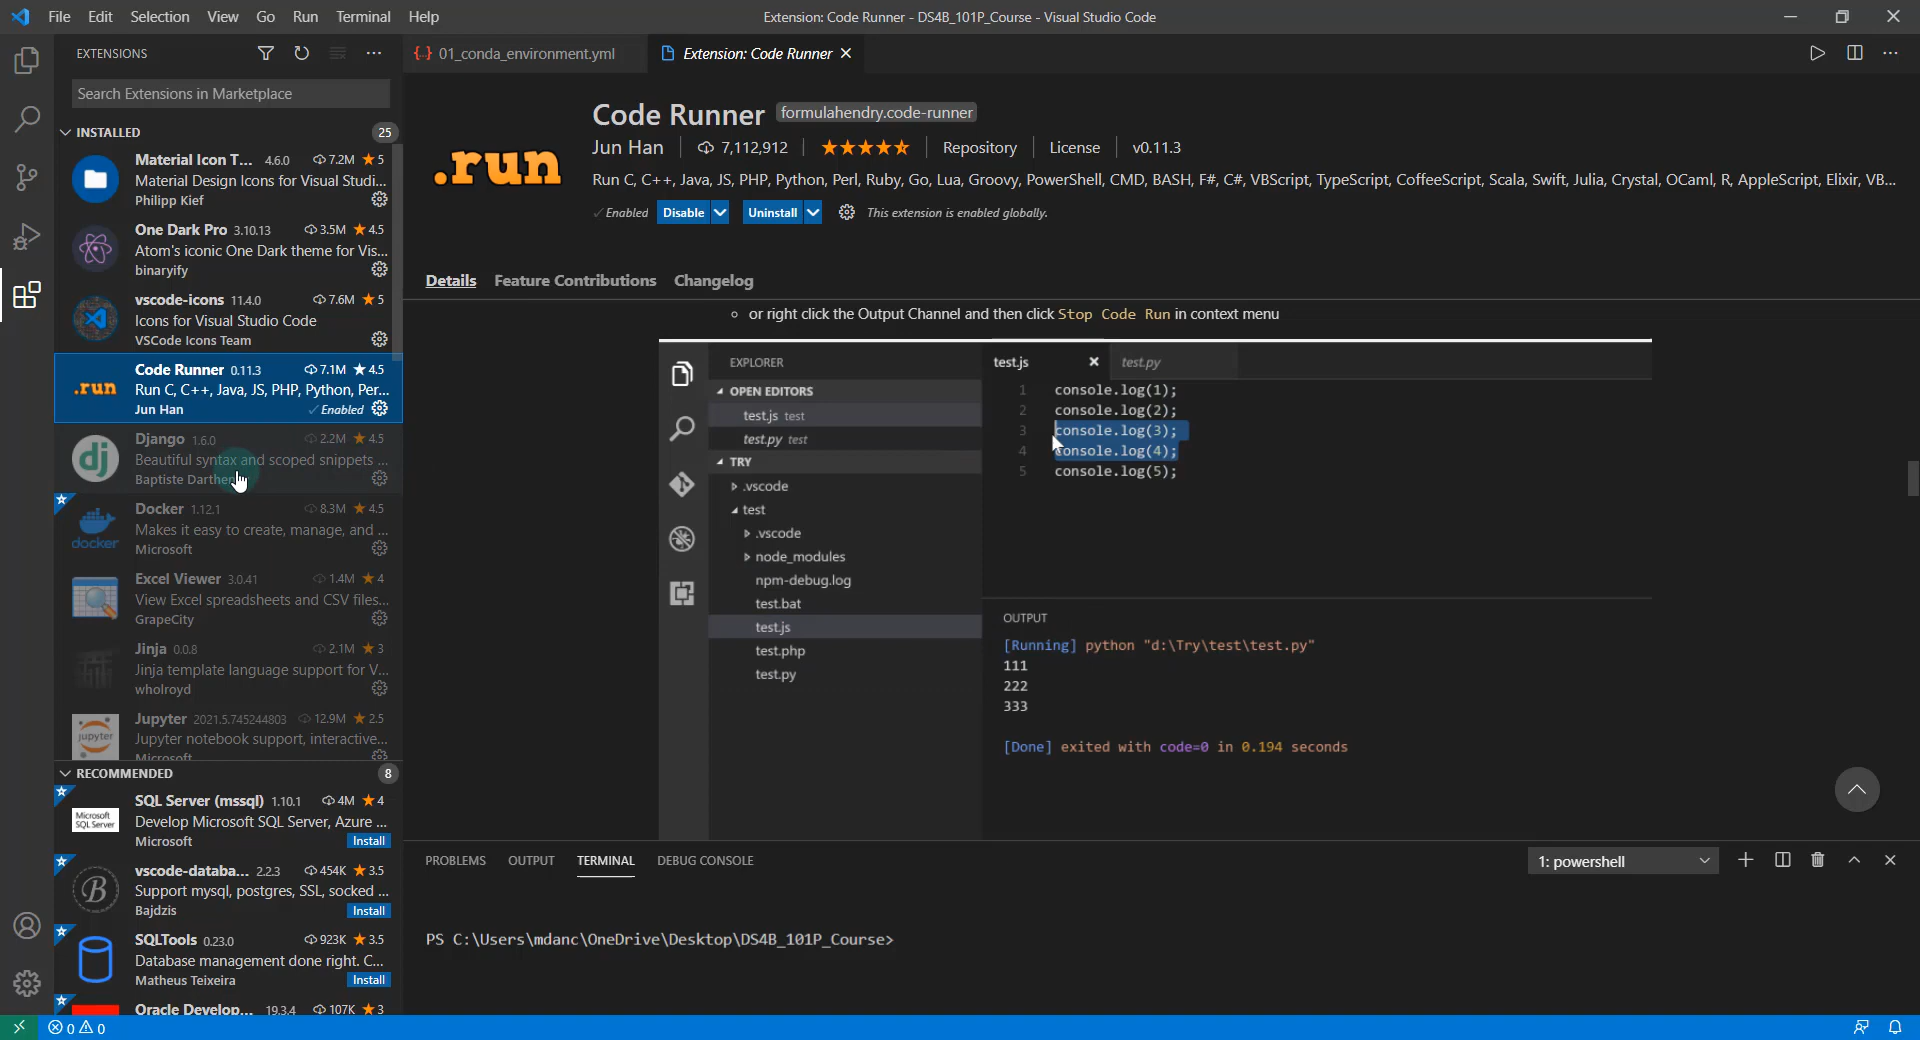 File Edit Selection View Go Run Terminal Help
Extension: Code Runner - DS4B_101P_Course - Visual Studio Code
EXTENSIONS
01_conda_environment.yml
Extension: Code Runner
Search Extensions in Marketplace
INSTALLED 25
Material Icon T... 4.6.0 7.2M 5
Material Design Icons for Visual Studi...
Philipp Kief
One Dark Pro 3.10.13 3.5M 4.5
Atom's iconic One Dark theme for Vis...
binaryify
vscode-icons 11.4.0 7.6M 5
Icons for Visual Studio Code
VSCode Icons Team
.run
Code Runner 0.11.3 7.1M 4.5
Run C, C++, Java, JS, PHP, Python, Per...
Jun Han ✓Enabled
dj
Django 1.6.0 2.2M 4.5
Beautiful syntax and scoped snippets ...
Baptiste Darthen
docker
Docker 1.12.1 8.3M 4.5
Makes it easy to create, manage, and ...
Microsoft
Excel Viewer 3.0.41 1.4M 4
View Excel spreadsheets and CSV files...
GrapeCity
Jinja 0.0.8 2.1M 3
Jinja template language support for V...
wholroyd
jupyter
Jupyter 2021.5.745244803 12.9M 2.5
Jupyter notebook support, interactive...
Microsoft
RECOMMENDED 8
Microsoft
SQL Server
SQL Server (mssql) 1.10.1 4M 4
Develop Microsoft SQL Server, Azure ...
Microsoft Install
B
vscode-databa... 2.2.3 454K 3.5
Support mysql, postgres, SSL, socked ...
Bajdzis Install
SQLTools 0.23.0 923K 3.5
Database management done right. C...
Matheus Teixeira Install
Oracle Develop... 19.3.4 107K 3
.run
Code Runner formulahendry.code-runner
Jun Han 7,112,912 Repository License v0.11.3
Run C, C++, Java, JS, PHP, Python, Perl, Ruby, Go, Lua, Groovy, PowerShell, CMD, BASH, F#, C#, VBScript, TypeScript, CoffeeScript, Scala, Swift, Julia, Crystal, OCaml, R, AppleScript, Elixir, VB...
✓Enabled Disable Uninstall This extension is enabled globally.
Details Feature Contributions Changelog
or right click the Output Channel and then click Stop Code Run in context menu
EXPLORER
OPEN EDITORS
test.js test
test.py test
TRY
.vscode
test
.vscode
node_modules
npm-debug.log
test.bat
test.js
test.php
test.py
test.js test.py
1 console.log(1);
2 console.log(2);
3 console.log(3);
4 console.log(4);
5 console.log(5);
OUTPUT
[Running] python "d:\Try\test\test.py"
111
222
333
[Done] exited with code=0 in 0.194 seconds
PROBLEMS OUTPUT TERMINAL DEBUG CONSOLE
1: powershell
PS C:\Users\mdanc\OneDrive\Desktop\DS4B_101P_Course>
0 0